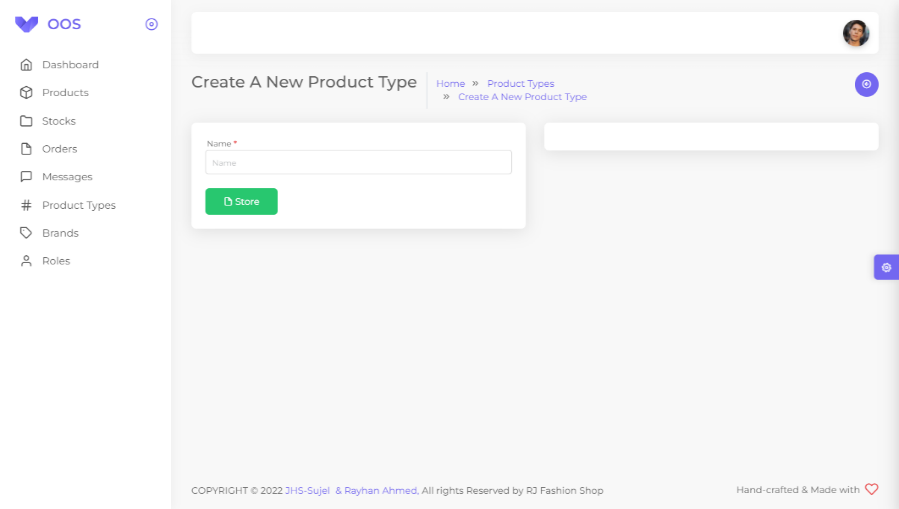 OOS
Dashboard
Products
Stocks
Orders
Messages
Product Types
Brands
Roles
Create A New Product Type
Home » Product Types
» Create A New Product Type
Name *
Name
Store
COPYRIGHT © 2022 JHS-Sujel & Rayhan Ahmed, All rights Reserved by RJ Fashion Shop
Hand-crafted & Made with